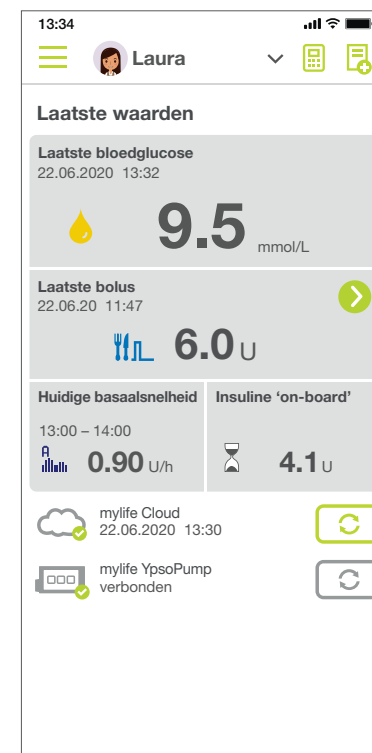 13:34
Laura
Laatste waarden
Laatste bloedglucose
22.06.2020 13:32
9.5 mmol/L
Laatste bolus
22.06.20 11:47
6.0 U
Huidige basaalsnelheid
13:00 – 14:00
A
0.90 U/h
Insuline ‘on-board’
4.1 U
mylife Cloud
22.06.2020 13:30
mylife YpsoPump
verbonden